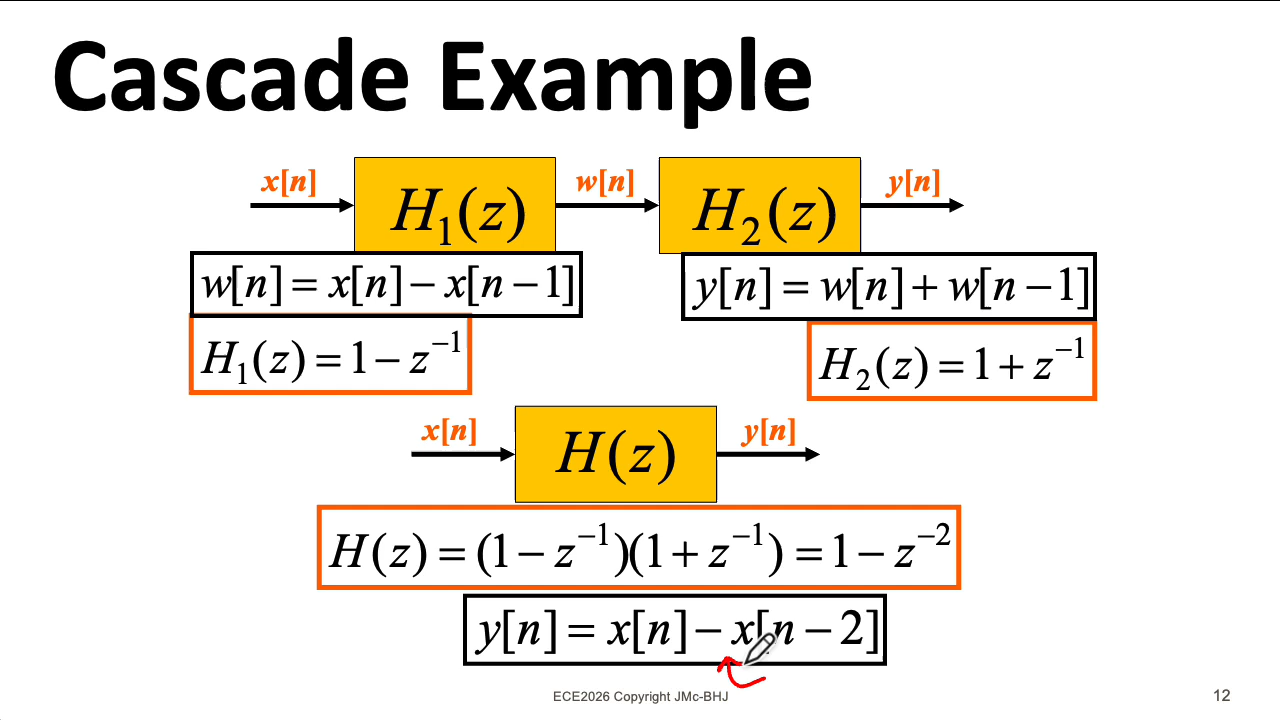 Cascade Example
x[n] H₁(z) w[n] H₂(z) y[n]
w[n] = x[n] − x[n − 1]
y[n] = w[n] + w[n − 1]
H₁(z) = 1 − z⁻¹
H₂(z) = 1 + z⁻¹
x[n] H(z) y[n]
H(z) = (1 − z⁻¹)(1 + z⁻¹) = 1 − z⁻²
y[n] = x[n] − x[n − 2]
ECE2026 Copyright JMc-BHJ
12